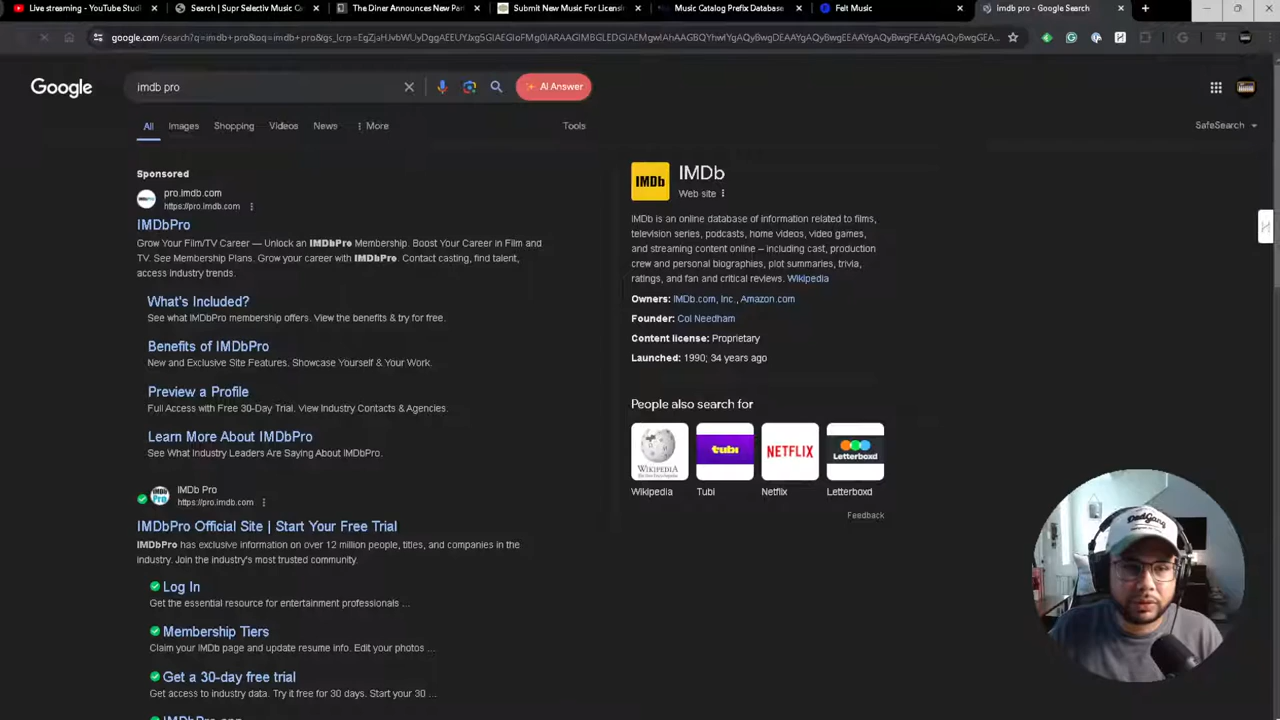 Live streaming - YouTube Studi
Search | Supr Selectiv Music C
The Diner Announces New Par
Submit New Music For Licensin
Music Catalog Prefix Database
Felt Music
imdb pro - Google Search
Google
imdb pro
AI Answer
All
Images
Shopping
Videos
News
More
Tools
SafeSearch
Sponsored
pro.imdb.com
https://pro.imdb.com
IMDbPro
Grow Your Film/TV Career — Unlock an IMDbPro Membership. Boost Your Career in Film and
TV. See Membership Plans. Grow your career with IMDbPro. Contact casting, find talent,
access industry trends.
What's Included?
See what IMDbPro membership offers. View the benefits & try for free.
Benefits of IMDbPro
New and Exclusive Site Features. Showcase Yourself & Your Work.
Preview a Profile
Full Access with Free 30-Day Trial. View Industry Contacts & Agencies.
Learn More About IMDbPro
See What Industry Leaders Are Saying About IMDbPro.
IMDb Pro
https://pro.imdb.com
IMDbPro Official Site | Start Your Free Trial
IMDbPro has exclusive information on over 12 million people, titles, and companies in the
industry. Join the industry's most trusted community.
Log In
Get the essential resource for entertainment professionals ...
Membership Tiers
Claim your IMDb page and update resume info. Edit your photos ...
Get a 30-day free trial
Get access to industry data. Try it free for 30 days. Start your 30 ...
IMDb
IMDb
Web site
IMDb is an online database of information related to films,
television series, podcasts, home videos, video games,
and streaming content online – including cast, production
crew and personal biographies, plot summaries, trivia,
ratings, and fan and critical reviews. Wikipedia
Owners: IMDb.com, Inc., Amazon.com
Founder: Col Needham
Content license: Proprietary
Launched: 1990; 34 years ago
People also search for
WIKIPEDIA
tubi
NETFLIX
Letterboxd
Wikipedia
Tubi
Netflix
Letterboxd
Feedback
DadGang